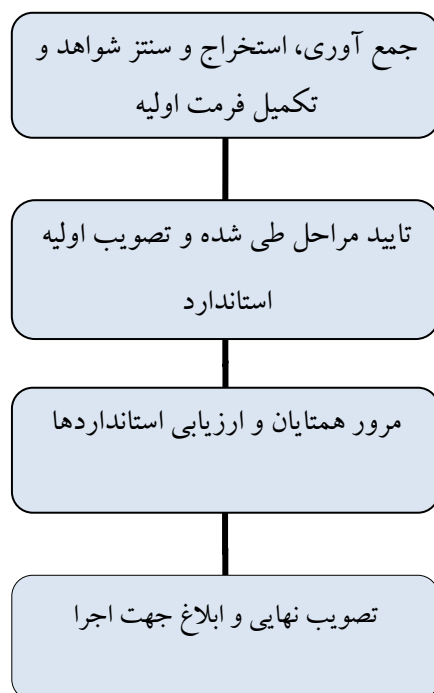 جمع آوری، استخراج و سنتز شواهد و
تکمیل فرمت اولیه
تایید مراحل طی شده و تصویب اولیه
استاندارد
مرور همتایان و ارزیابی استانداردها
تصویب نهایی و ابلاغ جهت اجرا